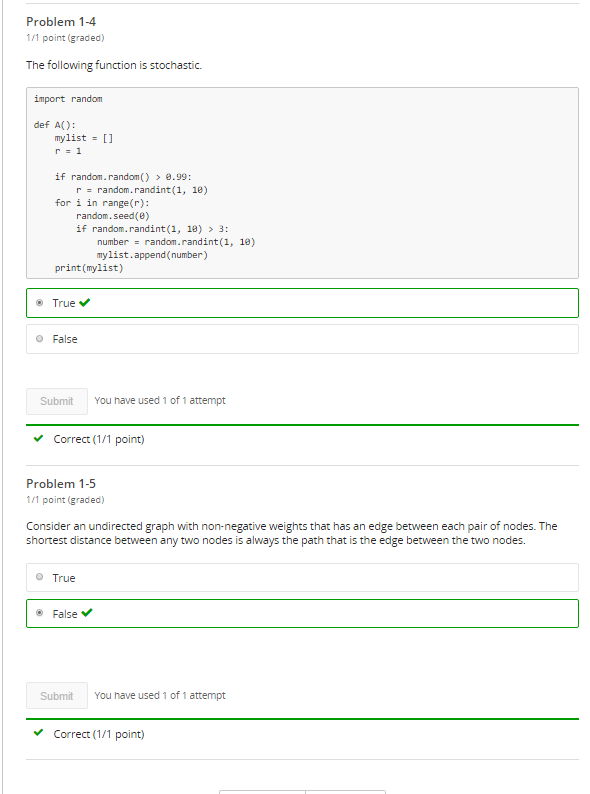 Problem 1-4
1/1 point (graded)
The following function is stochastic.
import random
def A():
    mylist = []
    r = 1
    if random.random() > 0.99:
        r = random.randint(1, 10)
    for i in range(r):
        random.seed(0)
        if random.randint(1, 10) > 3:
            number = random.randint(1, 10)
            mylist.append(number)
    print(mylist)
True
False
Submit You have used 1 of 1 attempt
Correct (1/1 point)
Problem 1-5
1/1 point (graded)
Consider an undirected graph with non-negative weights that has an edge between each pair of nodes. The
shortest distance between any two nodes is always the path that is the edge between the two nodes.
True
False
Submit You have used 1 of 1 attempt
Correct (1/1 point)